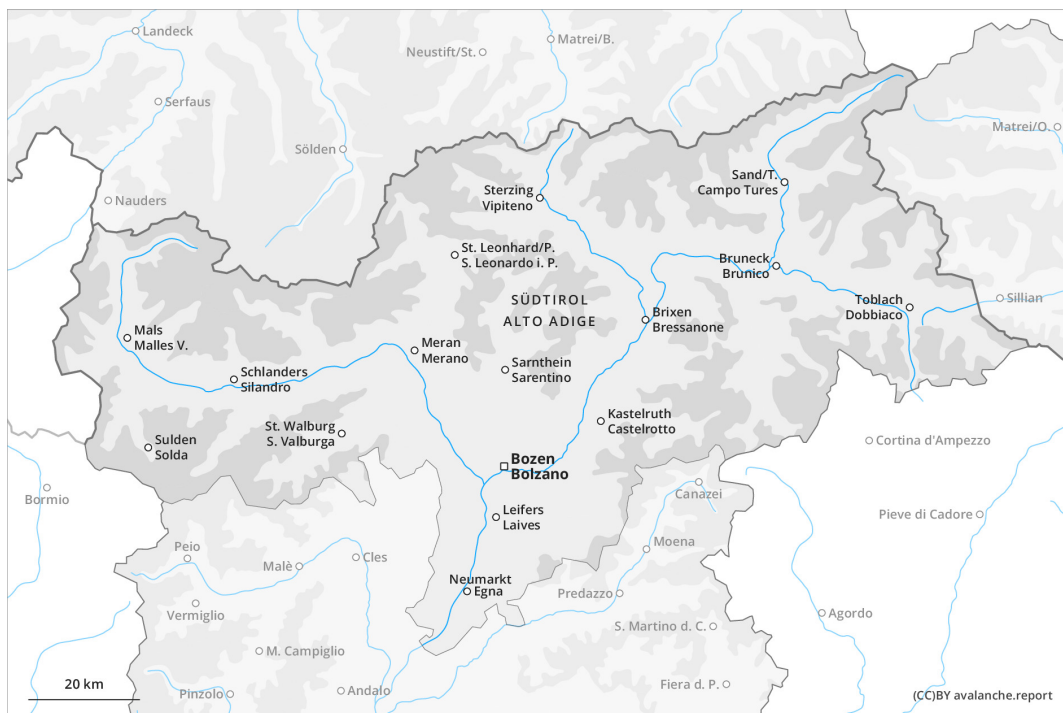 Landeck
Matrei/B.
Neustift/St.
Serfaus
Matrei/O.
Sölden
Sand/T.
Campo Tures
Sterzing
Vipiteno
Nauders
St. Leonhard/P.
S. Leonardo i. P.
Bruneck
Brunico
SÜDTIROL
ALTO ADIGE
Toblach
Dobbiaco
Sillian
Brixen
Bressanone
Mals
Malles V.
Meran
Merano
Sarnthein
Sarentino
Schlanders
Silandro
Kastelruth
Castelrotto
St. Walburg
S. Valburga
Sulden
Solda
Cortina d'Ampezzo
Bozen
Bolzano
Bormio
Canazei
Leifers
Laives
Pieve di Cadore
Moena
Peio
Cles
Malè
Neumarkt
Egna
Predazzo
Vermiglio
Agordo
S. Martino d. C.
M. Campiglio
20 km
Pinzolo
Andalo
Fiera d. P.
(CC)BY avalanche.report